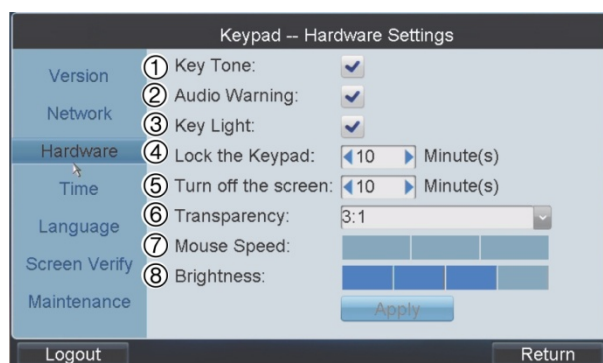 Keypad -- Hardware Settings
Version
Network
Hardware
Time
Language
Screen Verify
Maintenance
① Key Tone:
② Audio Warning:
③ Key Light:
④ Lock the Keypad: 10 Minute(s)
⑤ Turn off the screen: 10 Minute(s)
⑥ Transparency: 3:1
⑦ Mouse Speed:
⑧ Brightness:
Apply
Logout
Return